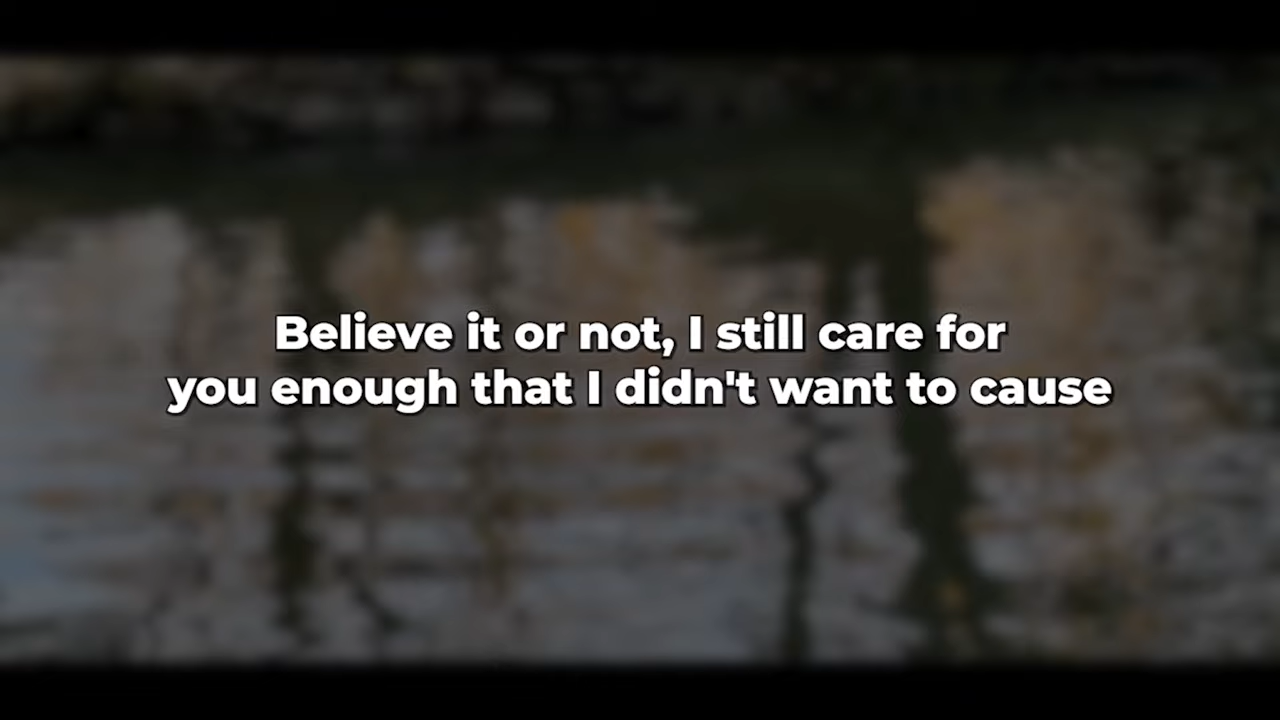 Believe it or not, I still care for
you enough that I didn't want to cause